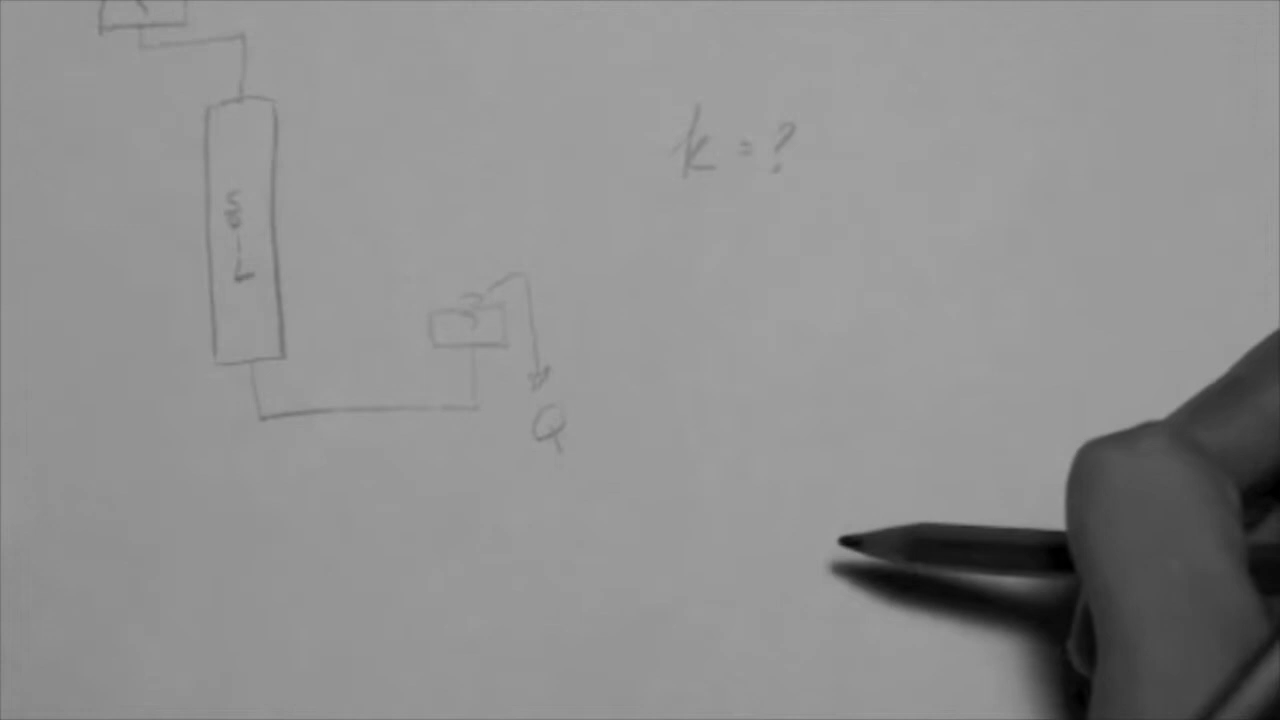 k = ?
Q